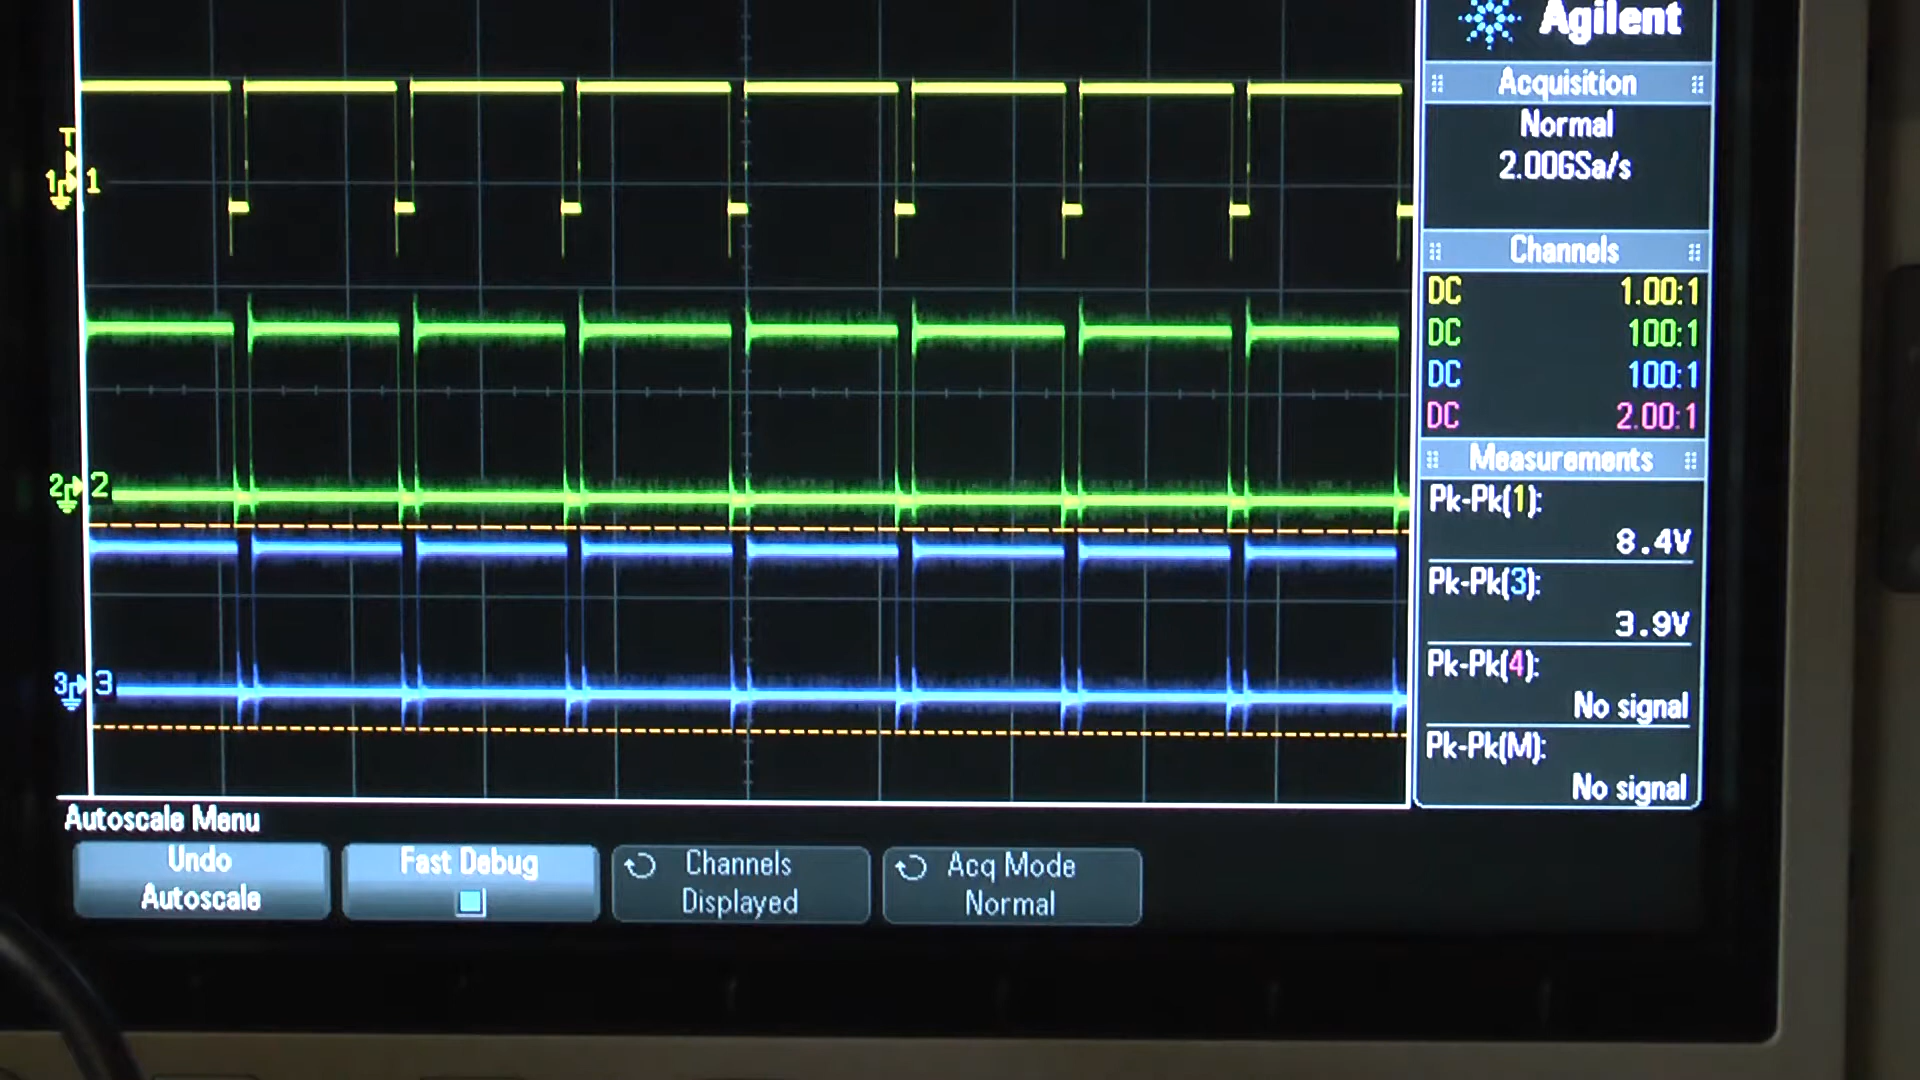 Agilent
Acquisition
Normal
2.00GSa/s
Channels
DC 1.00:1
DC 100:1
DC 100:1
DC 2.00:1
Measurements
Pk-Pk(1):
8.4V
Pk-Pk(3):
3.9V
Pk-Pk(4):
No signal
Pk-Pk(M):
No signal
T
1 1
2 2
3 3
Autoscale Menu
Undo
Autoscale
Fast Debug
Channels
Displayed
Acq Mode
Normal